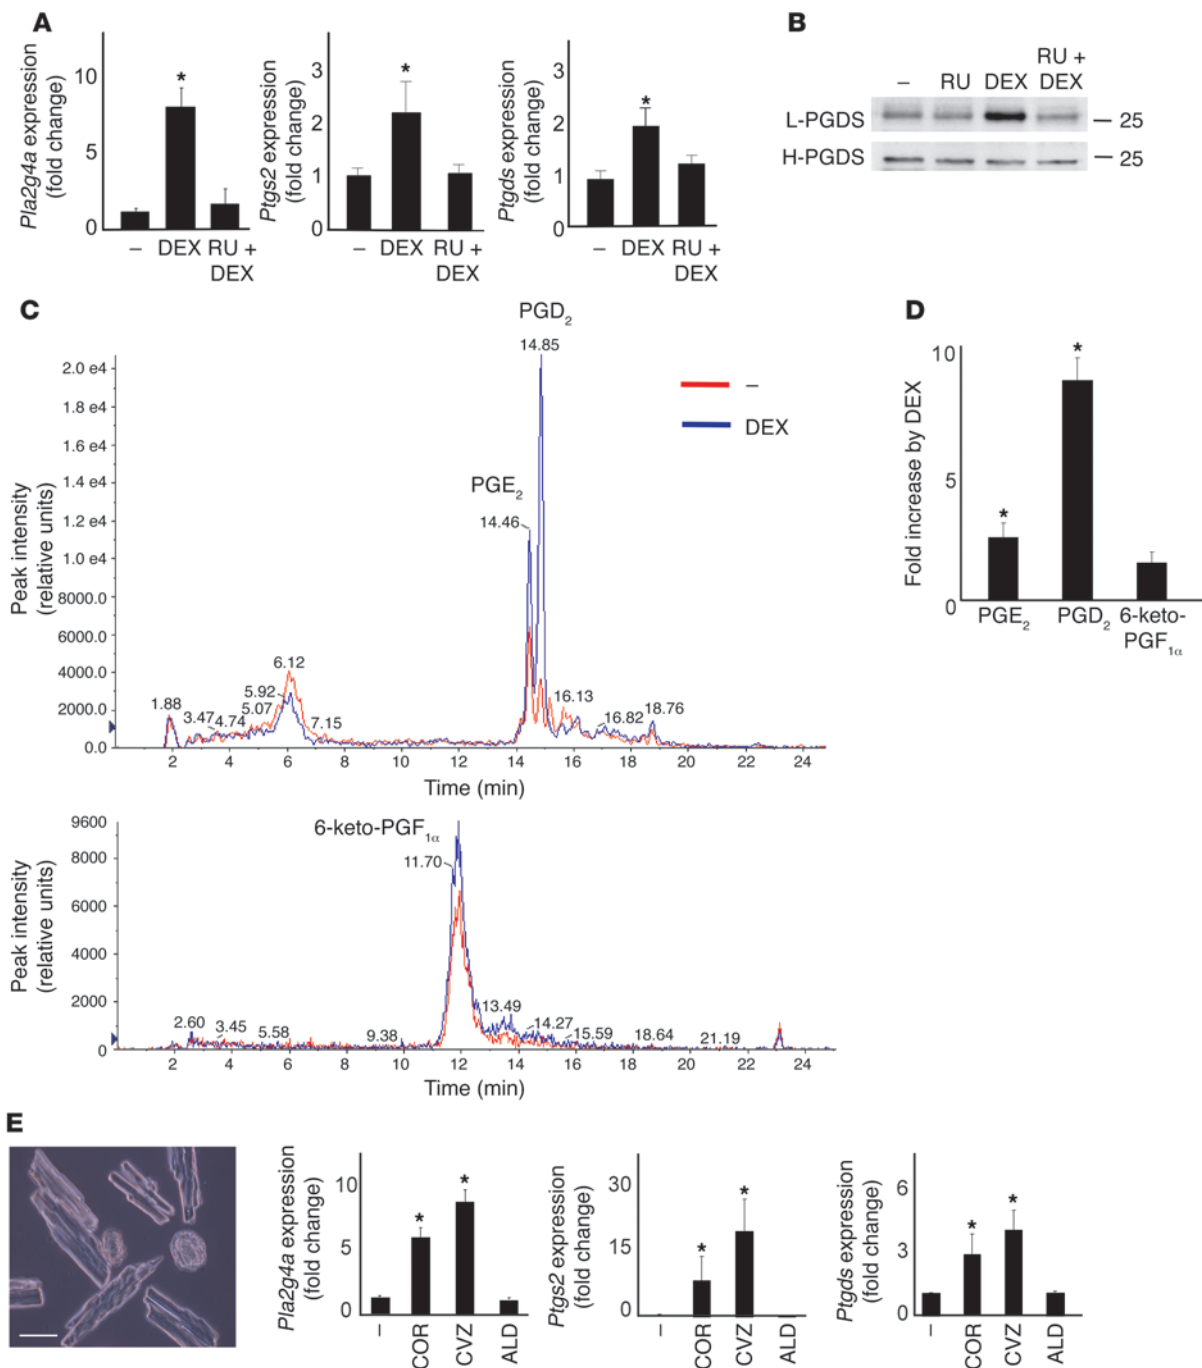 A
Pla2g4a expression
(fold change)
10
5
0
*
–
DEX
RU +
DEX
Ptgs2 expression
(fold change)
3
2
1
0
*
–
DEX
RU +
DEX
Ptgds expression
(fold change)
3
2
1
0
*
–
DEX
RU +
DEX
B
– RU DEX RU +
DEX
L-PGDS
25
H-PGDS
25
C
PGD2
14.85
–
DEX
PGE2
14.46
Peak intensity
(relative units)
2.0 e4
1.8 e4
1.6 e4
1.4 e4
1.2 e4
1.0 e4
8000.0
6000.0
4000.0
2000.0
0.0
1.88
3.47
4.74
5.07
5.92
6.12
7.15
16.13
16.82
18.76
2 4 6 8 10 12 14 16 18 20 22 24
Time (min)
6-keto-PGF1α
11.70
Peak intensity
(relative units)
9600
8000
6000
4000
2000
0
2.60
3.45
5.58
9.38
13.49
14.27
15.59
18.64
21.19
2 4 6 8 10 12 14 16 18 20 22 24
Time (min)
D
Fold increase by DEX
10
5
0
*
*
PGE2
PGD2
6-keto-
PGF1α
E
Pla2g4a expression
(fold change)
10
5
0
*
*
–
COR
CVZ
ALD
Ptgs2 expression
(fold change)
30
15
0
*
*
–
COR
CVZ
ALD
Ptgds expression
(fold change)
6
3
0
*
*
–
COR
CVZ
ALD